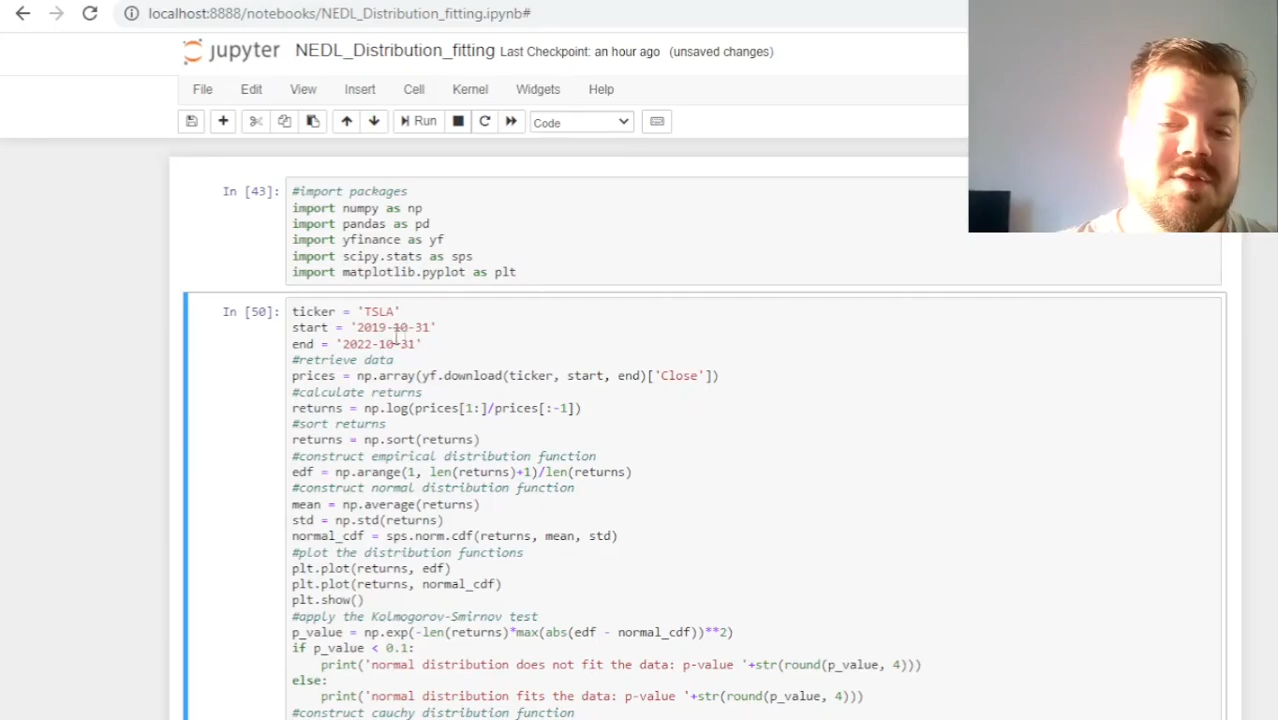 localhost:8888/notebooks/NEDL_Distribution_fitting.ipynb#
jupyter NEDL_Distribution_fitting Last Checkpoint: an hour ago (unsaved changes)
File Edit View Insert Cell Kernel Widgets Help
Run Code
In [43]:
#import packages
import numpy as np
import pandas as pd
import yfinance as yf
import scipy.stats as sps
import matplotlib.pyplot as plt
In [50]:
ticker = 'TSLA'
start = '2019-10-31'
end = '2022-10-31'
#retrieve data
prices = np.array(yf.download(ticker, start, end)['Close'])
#calculate returns
returns = np.log(prices[1:]/prices[:-1])
#sort returns
returns = np.sort(returns)
#construct empirical distribution function
edf = np.arange(1, len(returns)+1)/len(returns)
#construct normal distribution function
mean = np.average(returns)
std = np.std(returns)
normal_cdf = sps.norm.cdf(returns, mean, std)
#plot the distribution functions
plt.plot(returns, edf)
plt.plot(returns, normal_cdf)
plt.show()
#apply the Kolmogorov-Smirnov test
p_value = np.exp(-len(returns)*max(abs(edf - normal_cdf))**2)
if p_value < 0.1:
    print('normal distribution does not fit the data: p-value '+str(round(p_value, 4)))
else:
    print('normal distribution fits the data: p-value '+str(round(p_value, 4)))
#construct cauchy distribution function